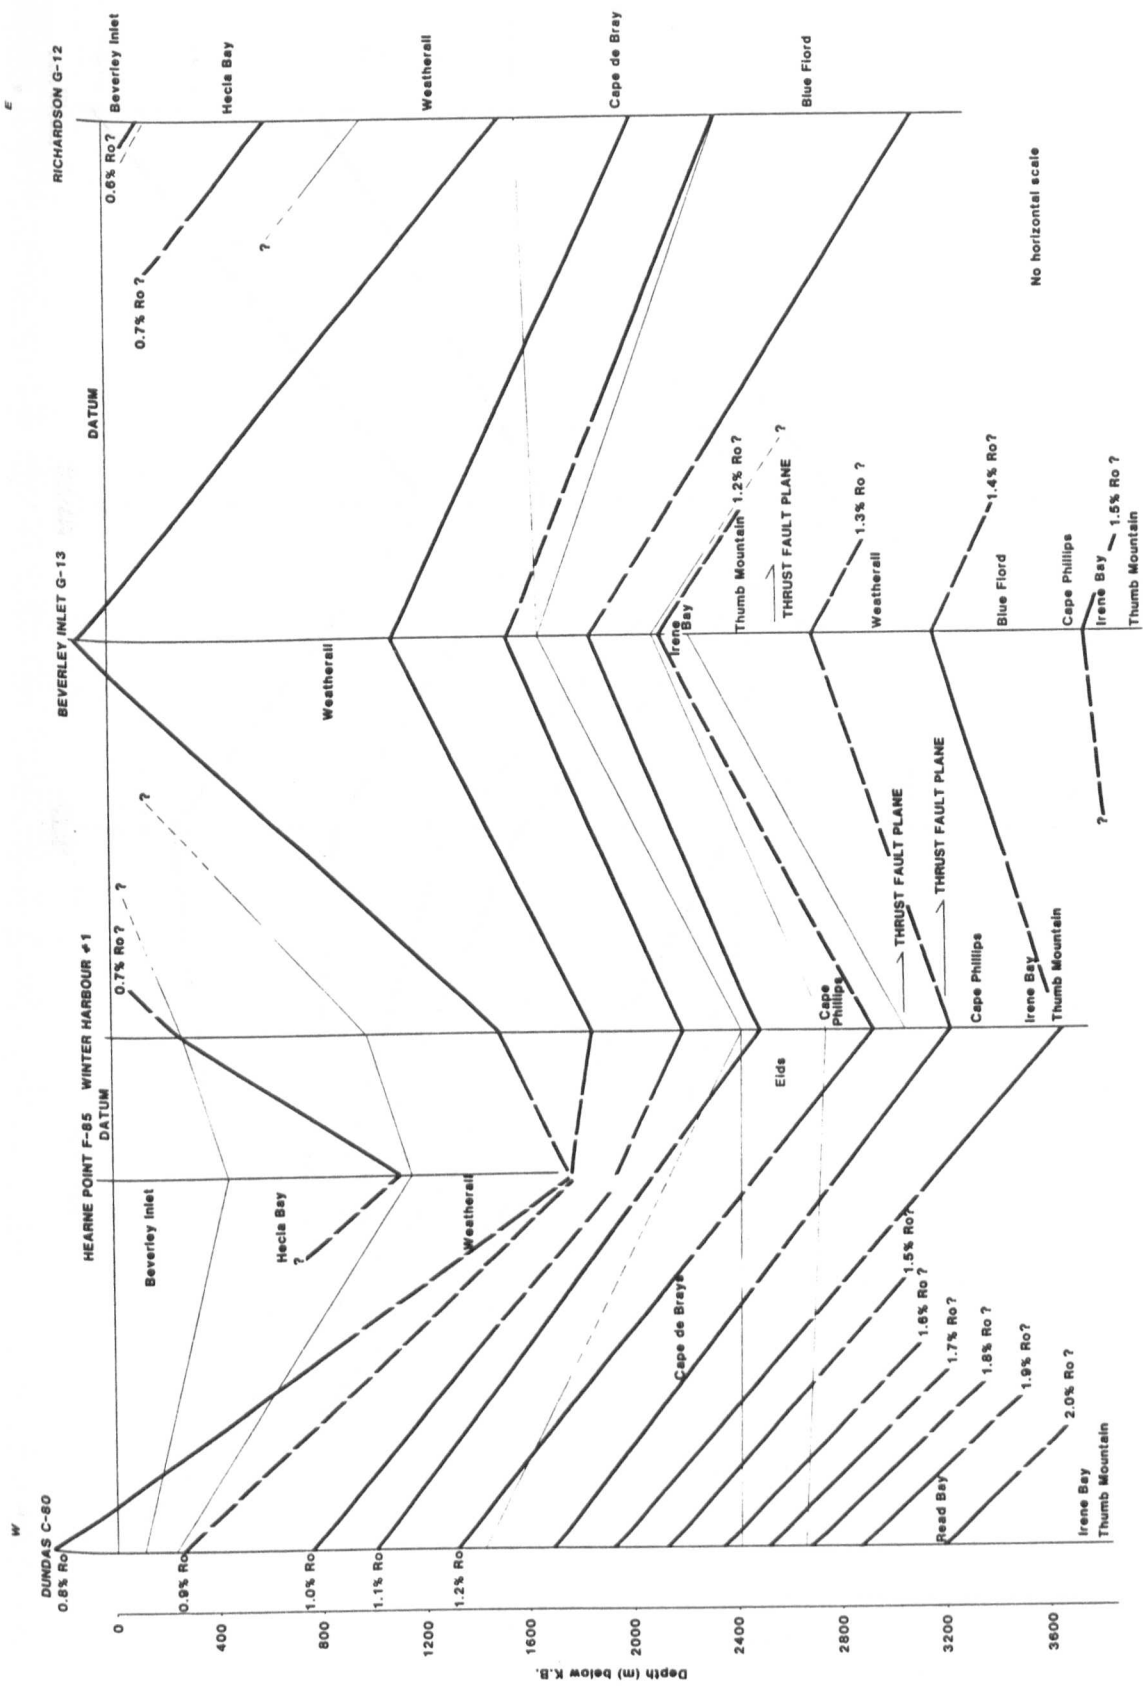 W
E
DUNDAS C-80
HEARNE POINT F-85
WINTER HARBOUR #1
BEVERLEY INLET G-13
RICHARDSON G-12
DATUM
DATUM
0.8% Ro
0.9% Ro
1.0% Ro
1.1% Ro
1.2% Ro
0
400
800
1200
1600
2000
2400
2800
3200
3600
Depth (m) below K.B.
Beverley Inlet
Hecla Bay
?
Weatherall
Cape de Bray
1.5% Ro?
1.6% Ro?
1.7% Ro?
1.8% Ro?
1.9% Ro?
2.0% Ro?
Read Bay
Irene Bay
Thumb Mountain
0.7% Ro?
?
?
Eids
Cape
Phillips
THRUST FAULT PLANE
THRUST FAULT PLANE
Cape Phillips
Irene Bay
Thumb Mountain
Weatherall
Irene
Bay
Thumb Mountain
1.2% Ro?
?
THRUST FAULT PLANE
1.3% Ro?
Weatherall
1.4% Ro?
Blue Fiord
Cape Phillips
Irene Bay
1.5% Ro?
Thumb Mountain
?
0.6% Ro?
0.7% Ro?
?
Beverley Inlet
Hecla Bay
Weatherall
Cape de Bray
Blue Fiord
No horizontal scale